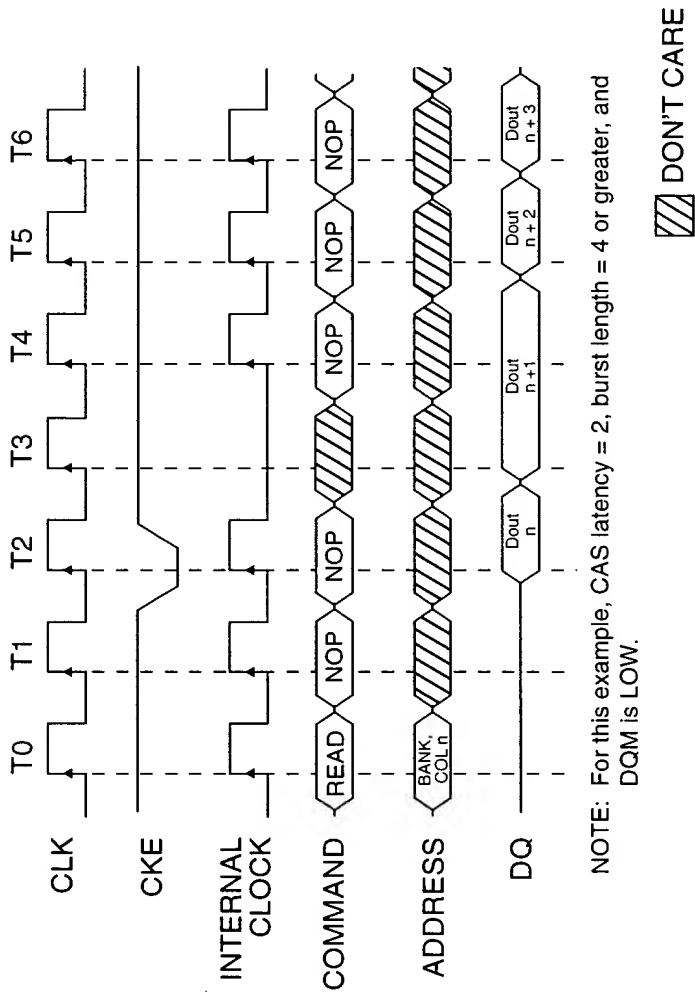 T0 T1 T2 T3 T4 T5 T6
CLK
CKE
INTERNAL
CLOCK
COMMAND READ NOP NOP NOP NOP NOP
ADDRESS BANK,
COL n
DQ Dout
n Dout
n+1 Dout
n+2 Dout
n+3
NOTE: For this example, CAS latency = 2, burst length = 4 or greater, and
DQM is LOW.
DON'T CARE